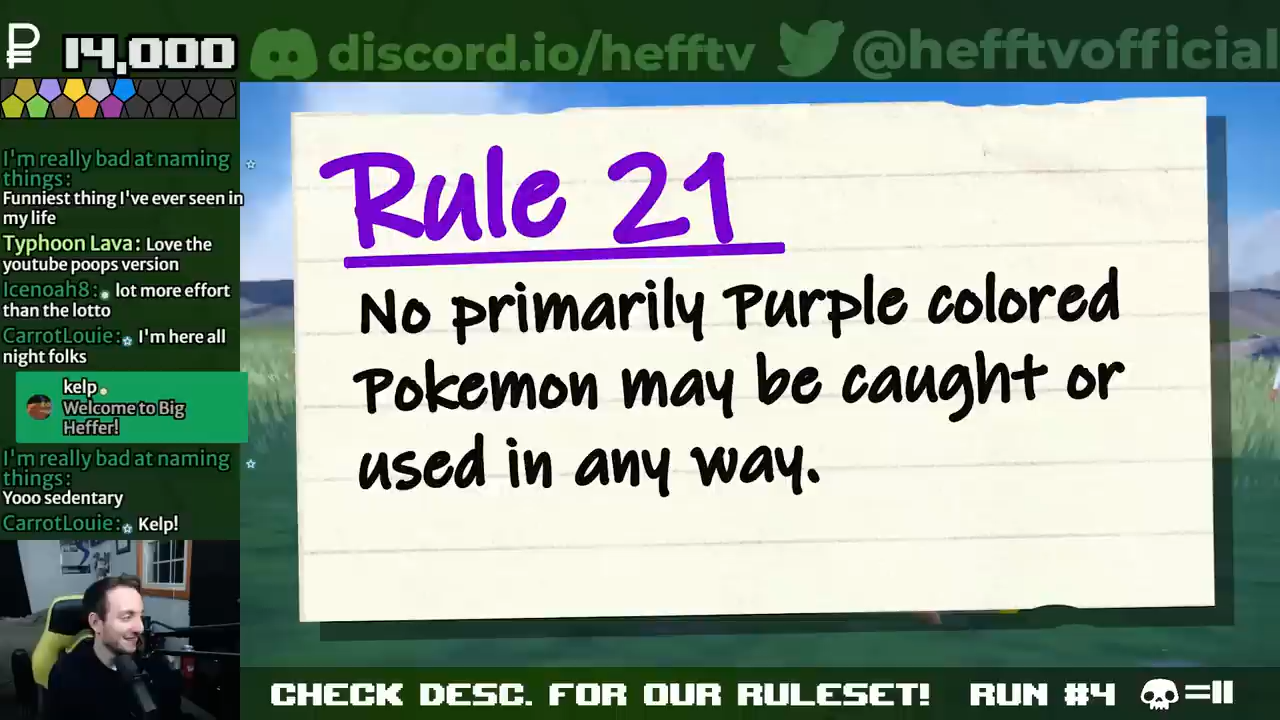 14,000
discord.io/hefftv
@hefftvofficial
I'm really bad at naming
things:
Funniest thing I've ever seen in
my life
Typhoon Lava: Love the
youtube poops version
Icenoah8: lot more effort
than the lotto
CarrotLouie: I'm here all
night folks
kelp
Welcome to Big
Heffer!
I'm really bad at naming
things:
Yooo sedentary
CarrotLouie: Kelp!
Rule 21
No primarily Purple colored
Pokemon may be caught or
used in any way.
CHECK DESC. FOR OUR RULESET! RUN #4 =11